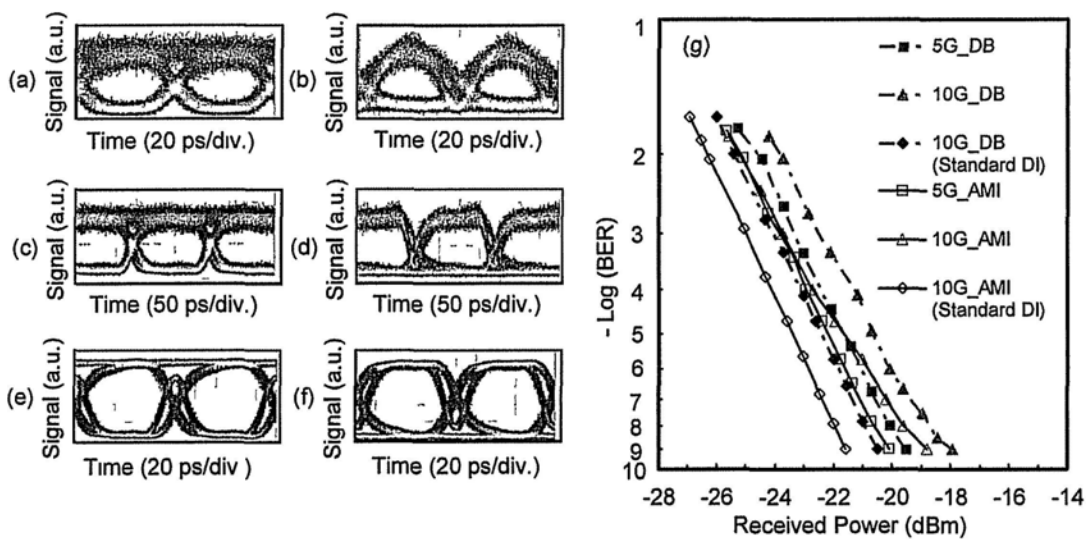 (a)
Signal (a.u.)
Time (20 ps/dıv.)
(b)
Signal (a.u.)
Tıme (20 ps/div.)
(c)
Signal (a.u.)
Time (50 ps/div.)
(d)
Signal (a.u.)
Time (50 ps/div.)
(e)
Signal (a.u.)
Tıme (20 ps/div )
(f)
Signal (a.u.)
Time (20 ps/div.)
(g)
5G_DB
10G_DB
10G_DB
(Standard DI)
5G_AMI
10G_AMI
10G_AMI
(Standard DI)
- Log (BER)
1
2
3
4
5
6
7
8
9
10
-28 -26 -24 -22 -20 -18 -16 -14
Received Power (dBm)